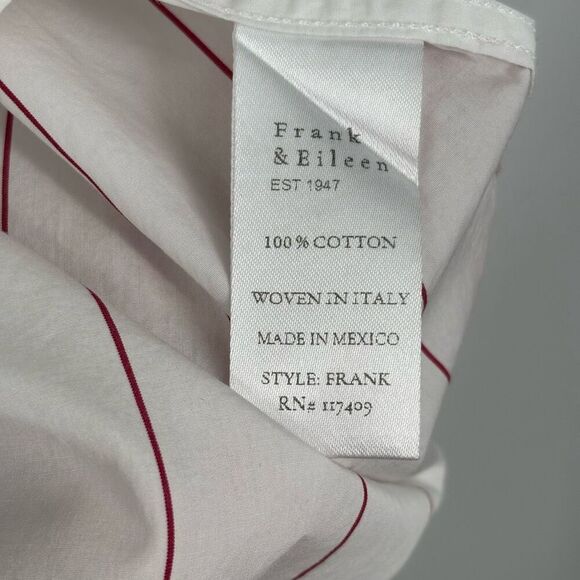 Frank
& Eileen
EST 1947
100% COTTON
WOVEN IN ITALY
MADE IN MEXICO
STYLE: FRANK
RN# 117409